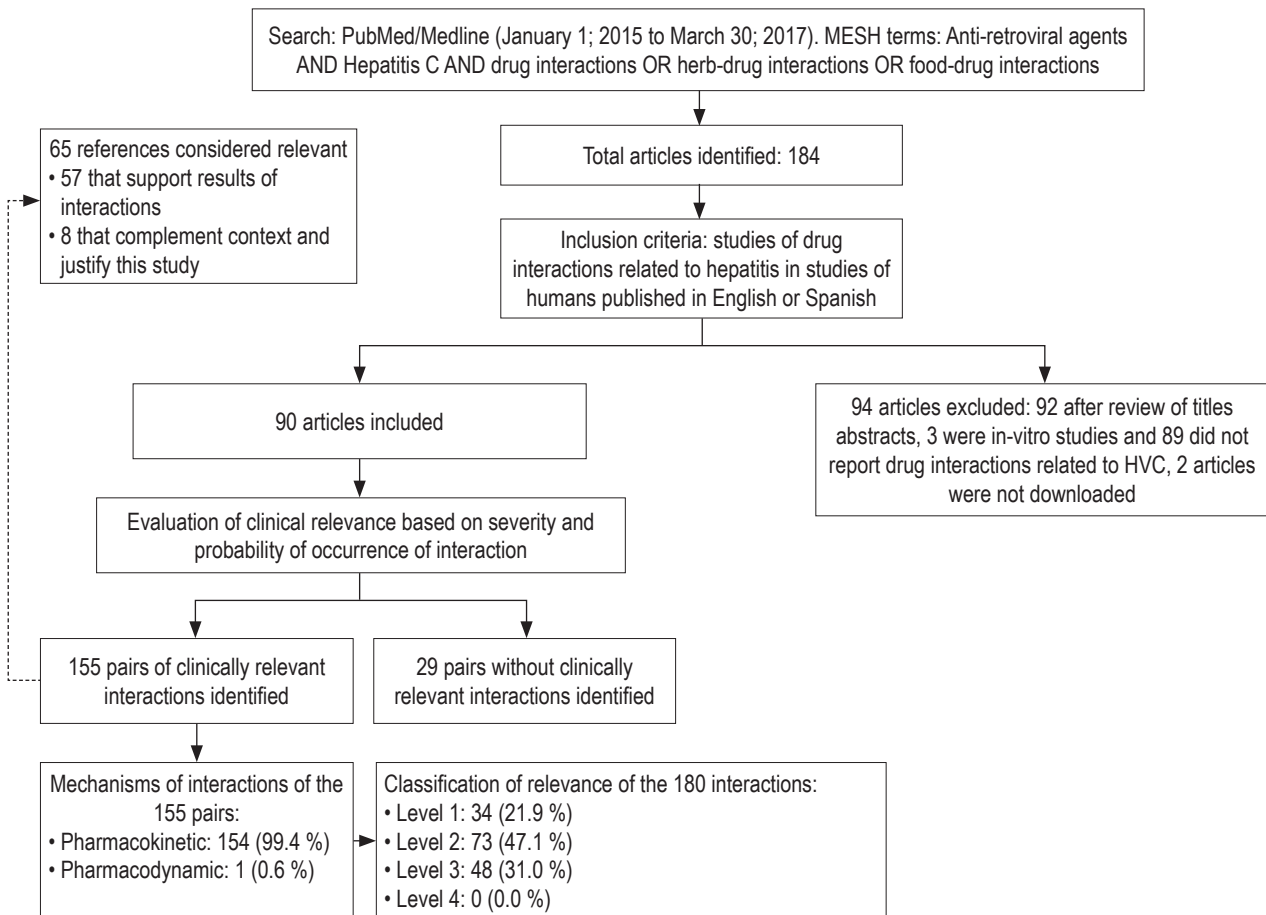 Search: PubMed/Medline (January 1; 2015 to March 30; 2017). MESH terms: Anti-retroviral agents
AND Hepatitis C AND drug interactions OR herb-drug interactions OR food-drug interactions
65 references considered relevant
• 57 that support results of
interactions
• 8 that complement context and
justify this study
Total articles identified: 184
Inclusion criteria: studies of drug
interactions related to hepatitis in studies of
humans published in English or Spanish
90 articles included
94 articles excluded: 92 after review of titles
abstracts, 3 were in-vitro studies and 89 did not
report drug interactions related to HVC, 2 articles
were not downloaded
Evaluation of clinical relevance based on severity and
probability of occurrence of interaction
155 pairs of clinically relevant
interactions identified
29 pairs without clinically
relevant interactions identified
Mechanisms of interactions of the
155 pairs:
• Pharmacokinetic: 154 (99.4 %)
• Pharmacodynamic: 1 (0.6 %)
Classification of relevance of the 180 interactions:
• Level 1: 34 (21.9 %)
• Level 2: 73 (47.1 %)
• Level 3: 48 (31.0 %)
• Level 4: 0 (0.0 %)